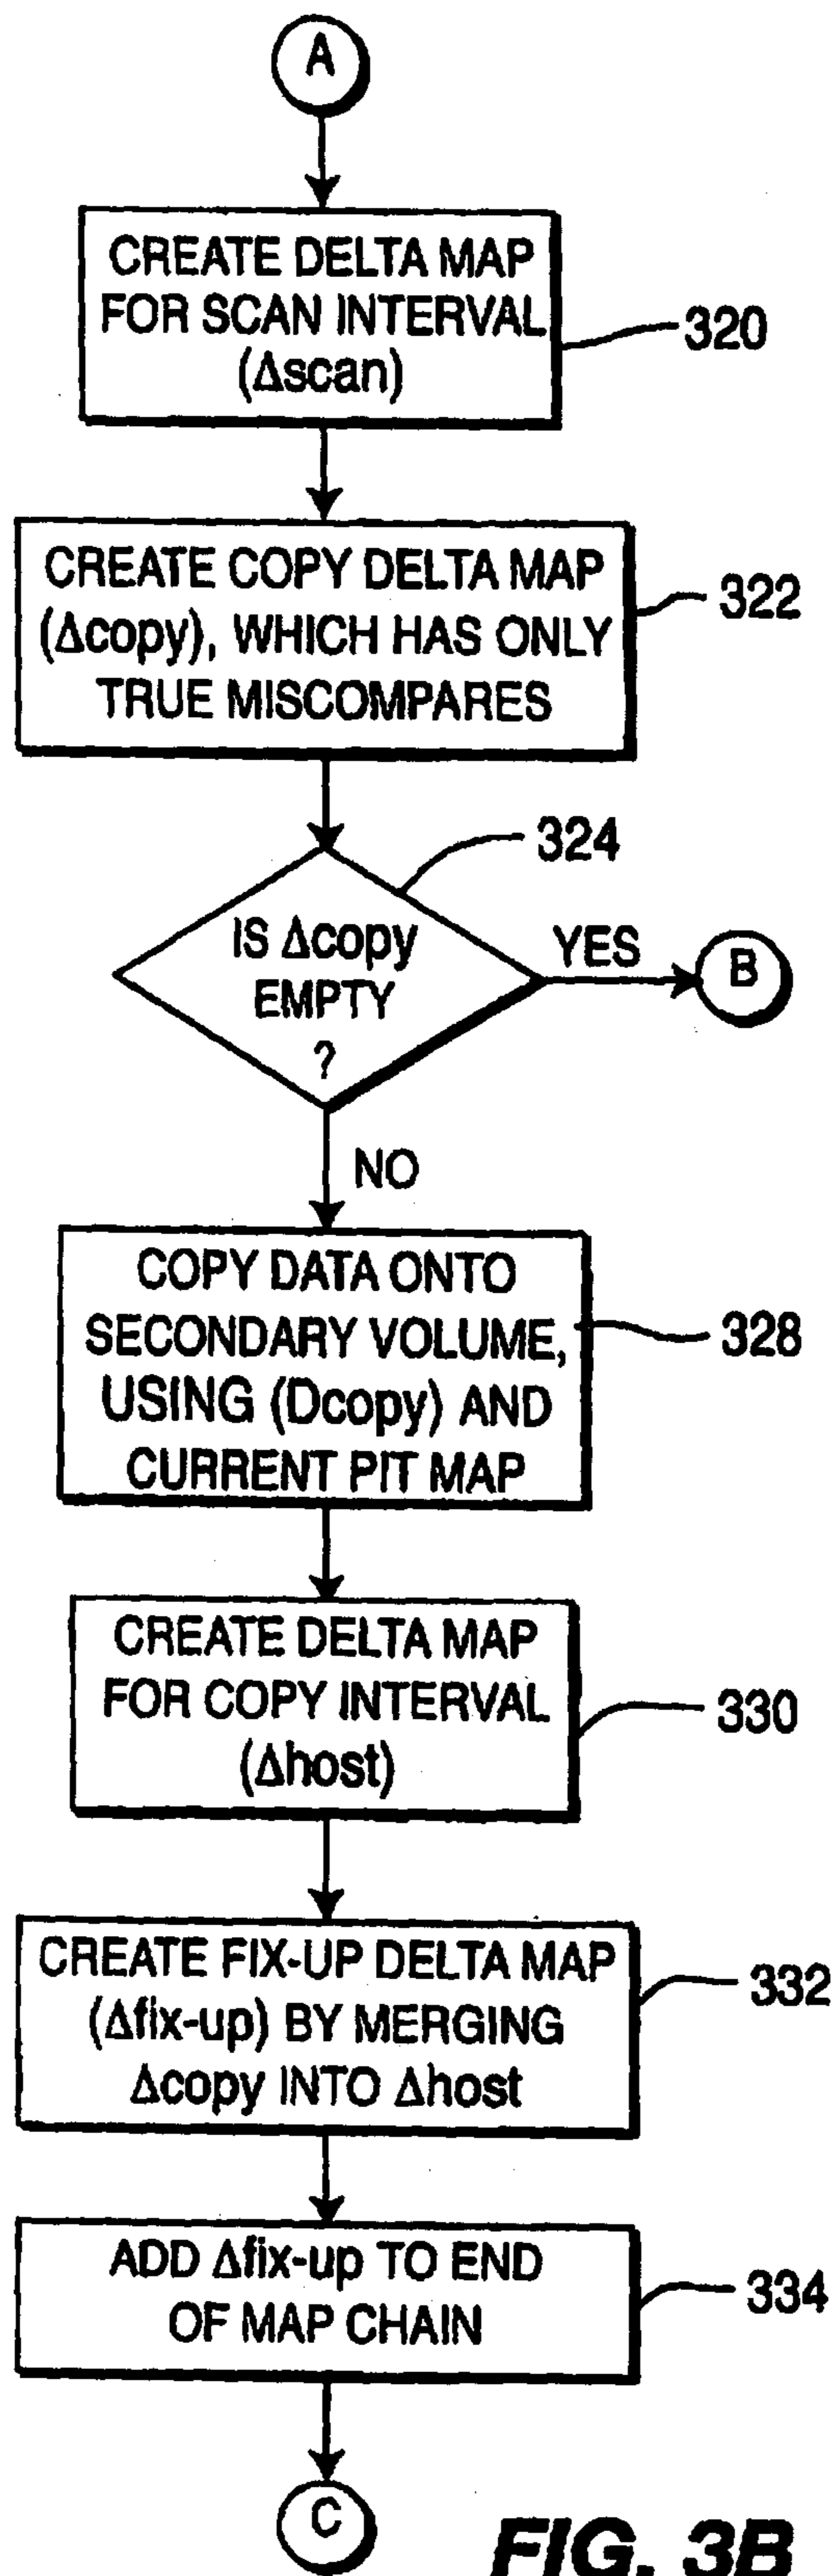 A
CREATE DELTA MAP
FOR SCAN INTERVAL
(Δscan)
320
CREATE COPY DELTA MAP
(Δcopy), WHICH HAS ONLY
TRUE MISCOMPARES
322
324
IS Δcopy
EMPTY
?
YES
B
NO
COPY DATA ONTO
SECONDARY VOLUME,
USING (Dcopy) AND
CURRENT PIT MAP
328
CREATE DELTA MAP
FOR COPY INTERVAL
(Δhost)
330
CREATE FIX-UP DELTA MAP
(Δfix-up) BY MERGING
Δcopy INTO Δhost
332
ADD Δfix-up TO END
OF MAP CHAIN
334
C
FIG. 3B